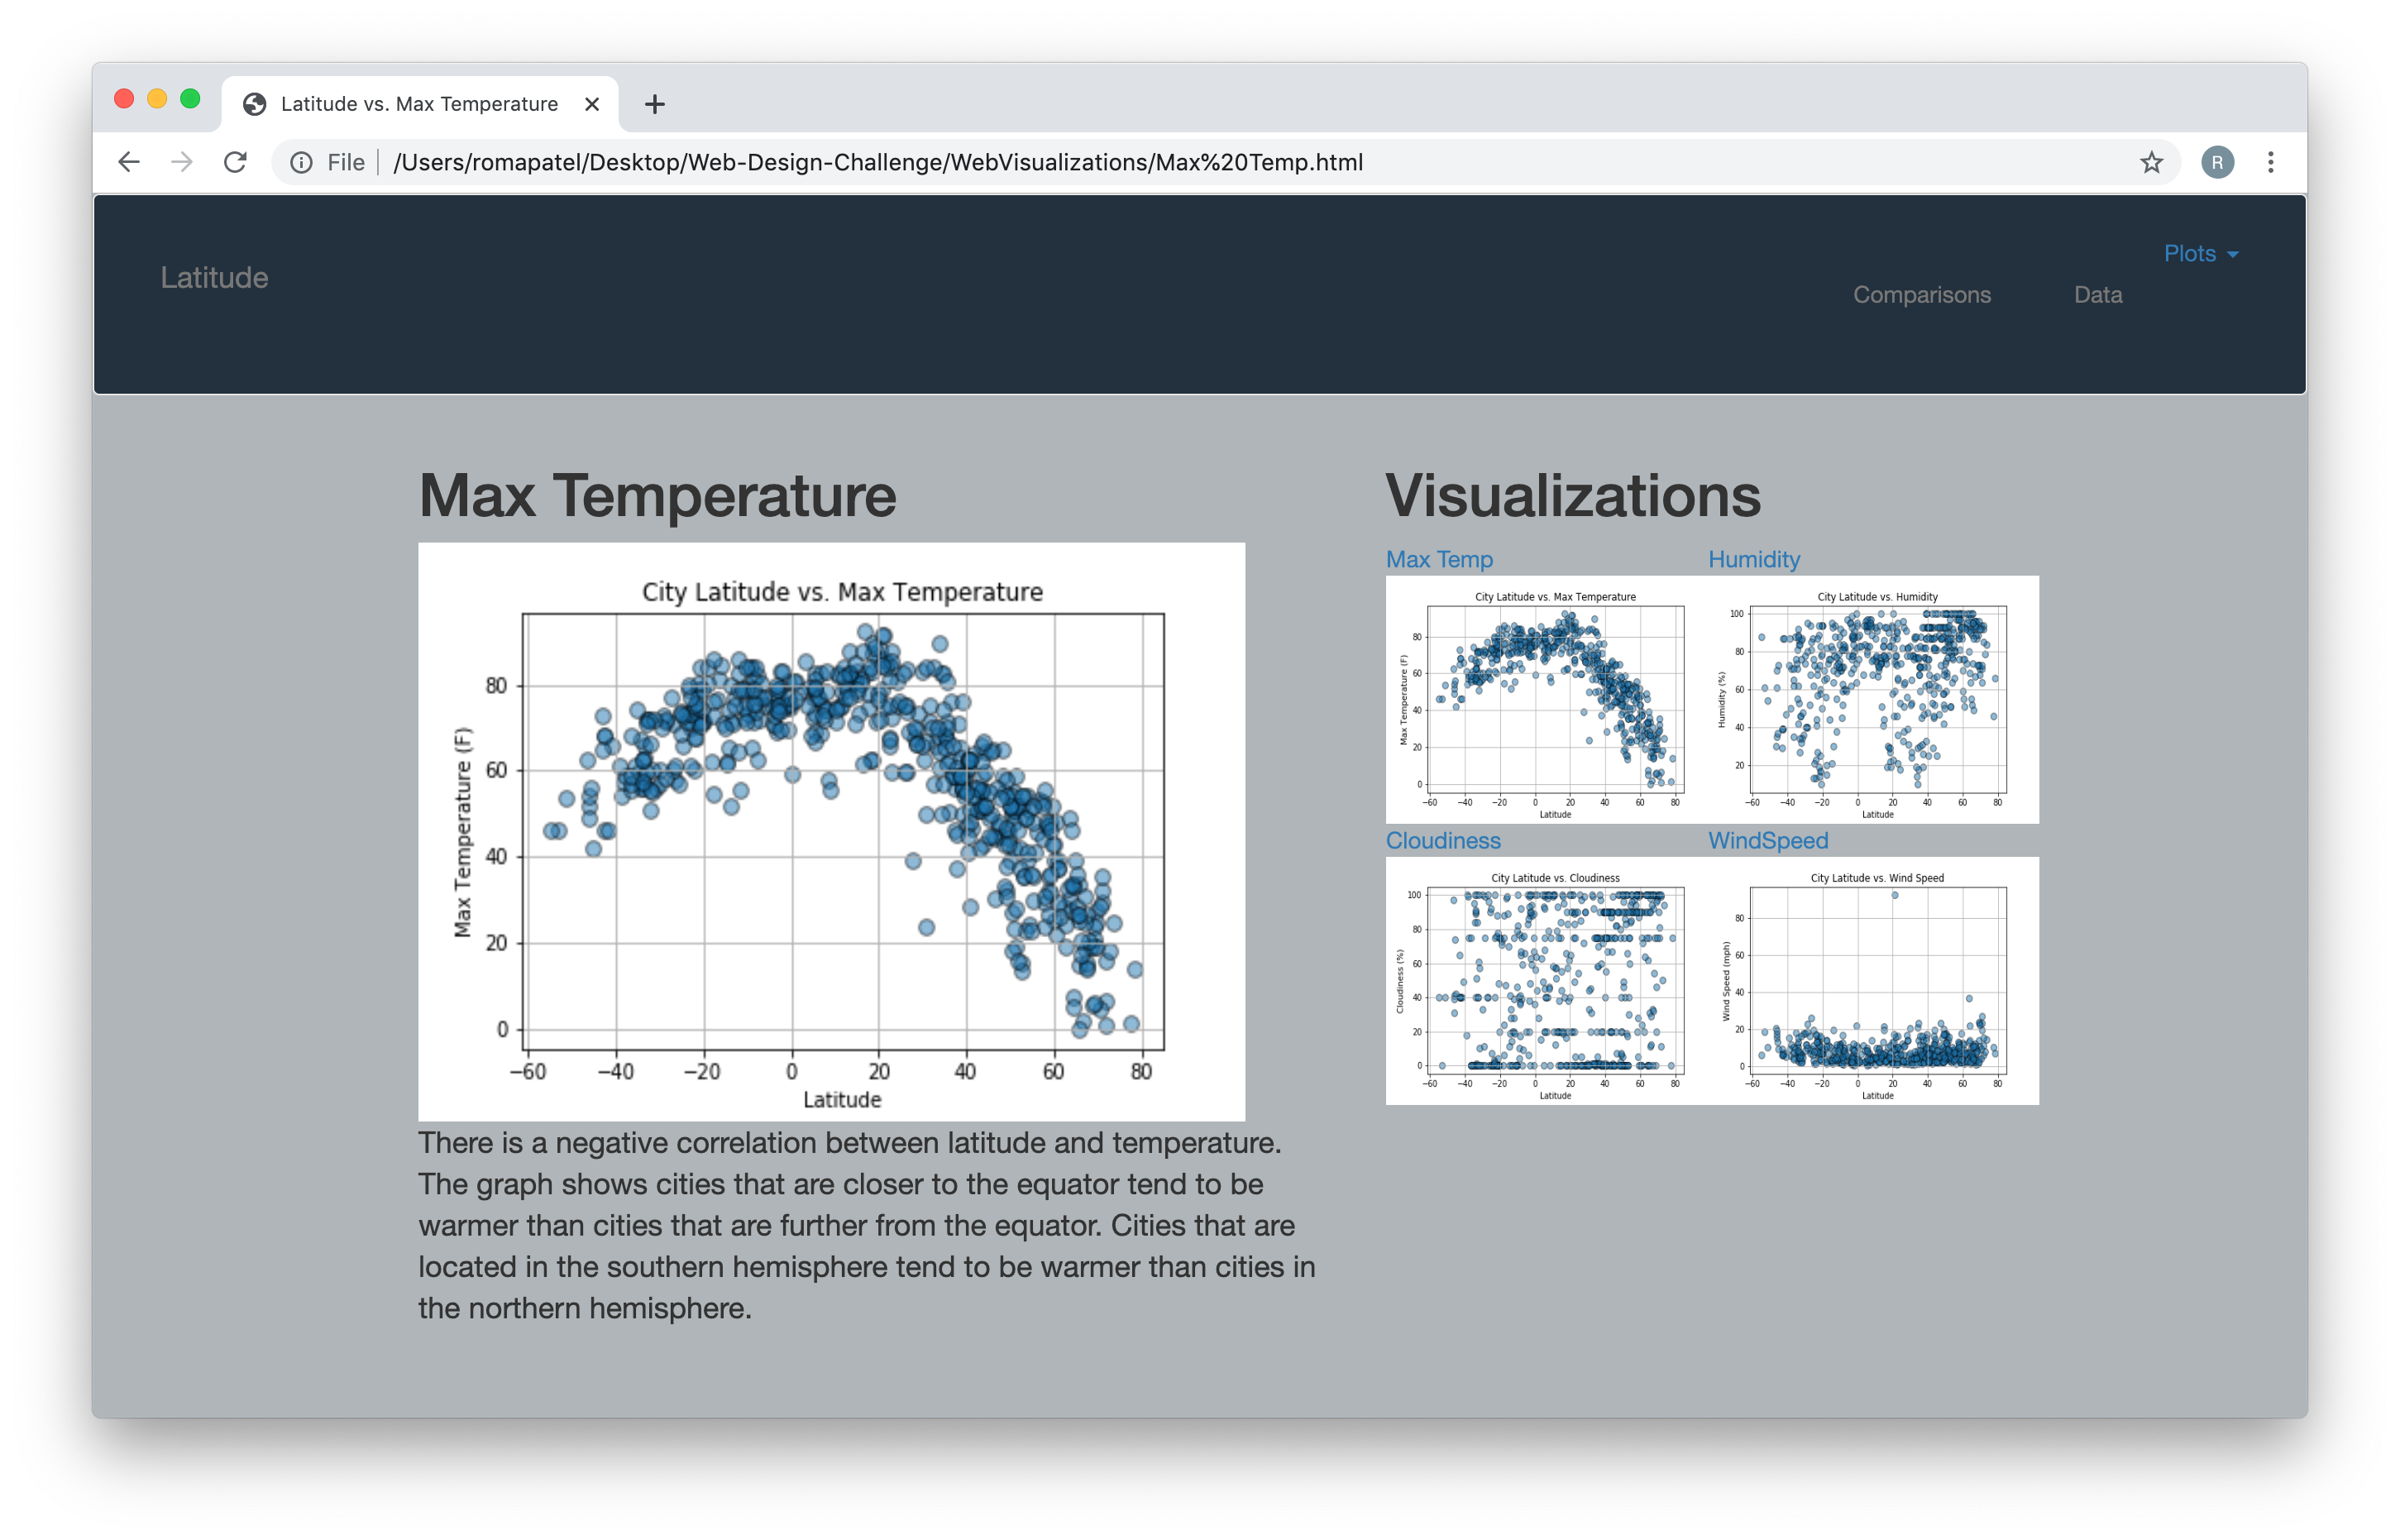 Latitude vs. Max Temperature
File
/Users/romapatel/Desktop/Web-Design-Challenge/WebVisualizations/Max%20Temp.html
R
Latitude
Plots
Comparisons
Data
Max Temperature
City Latitude vs. Max Temperature
Max Temperature (F)
80
60
40
20
0
−60 −40 −20 0 20 40 60 80
Latitude
There is a negative correlation between latitude and temperature.
The graph shows cities that are closer to the equator tend to be
warmer than cities that are further from the equator. Cities that are
located in the southern hemisphere tend to be warmer than cities in
the northern hemisphere.
Visualizations
Max Temp
City Latitude vs. Max Temperature
Max Temperature (F)
80
60
40
20
0
−60 −40 −20 0 20 40 60 80
Latitude
Humidity
City Latitude vs. Humidity
Humidity (%)
100
80
60
40
20
−60 −40 −20 0 20 40 60 80
Latitude
Cloudiness
City Latitude vs. Cloudiness
Cloudiness (%)
100
80
60
40
20
0
−60 −40 −20 0 20 40 60 80
Latitude
WindSpeed
City Latitude vs. Wind Speed
Wind Speed (mph)
80
60
40
20
0
−60 −40 −20 0 20 40 60 80
Latitude